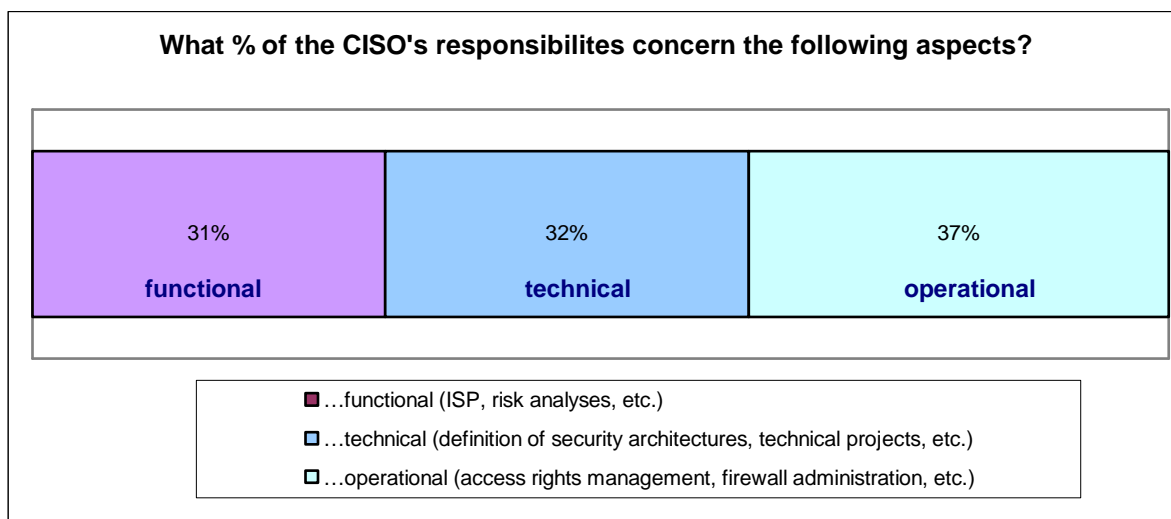 What % of the CISO's responsibilites concern the following aspects?
31%
32%
37%
functional
technical
operational
…functional (ISP, risk analyses, etc.)
…technical (definition of security architectures, technical projects, etc.)
…operational (access rights management, firewall administration, etc.)